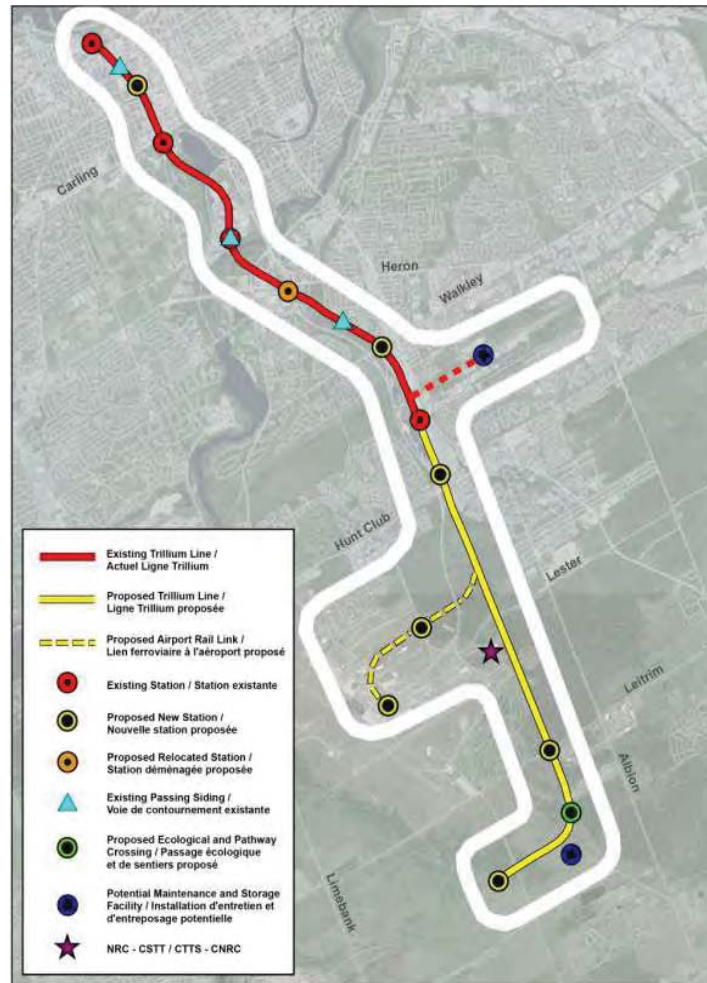 Carling
Heron
Walkley
Hunt Club
Lester
Leitrim
Albion
Limebank
Existing Trillium Line /
Actuel Ligne Trillium
Proposed Trillium Line /
Ligne Trillium proposée
Proposed Airport Rail Link /
Lien ferroviaire à l'aéroport proposé
Existing Station / Station existante
Proposed New Station /
Nouvelle station proposée
Proposed Relocated Station /
Station déménagée proposée
Existing Passing Siding /
Voie de contournement existante
Proposed Ecological and Pathway
Crossing / Passage écologique
et de sentiers proposé
Potential Maintenance and Storage
Facility / Installation d'entretien et
d'entreposage potentielle
NRC - CSTT / CTTS - CNRC